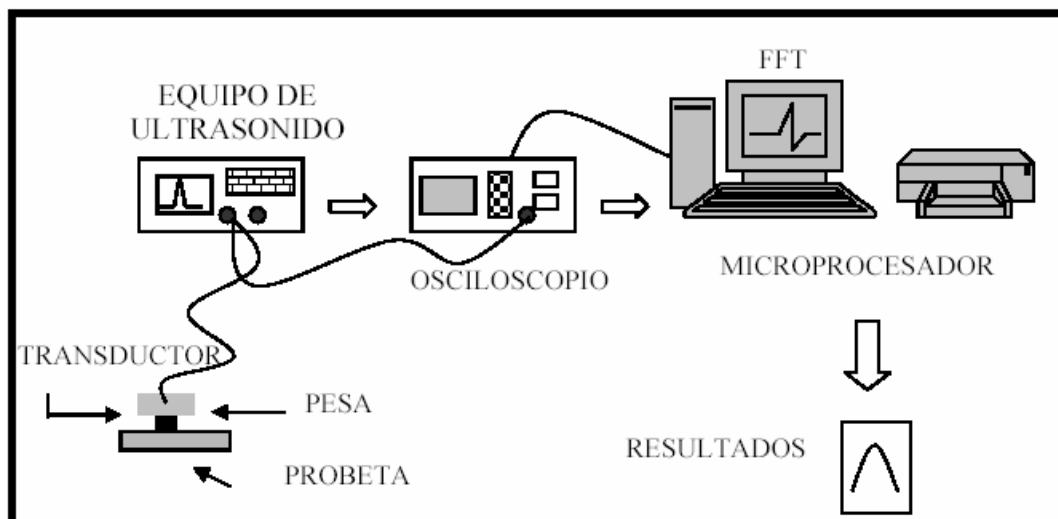 FFT
EQUIPO DE
ULTRASONIDO
OSCILOSCOPIO
MICROPROCESADOR
TRANSDUCTOR
PESA
RESULTADOS
PROBETA